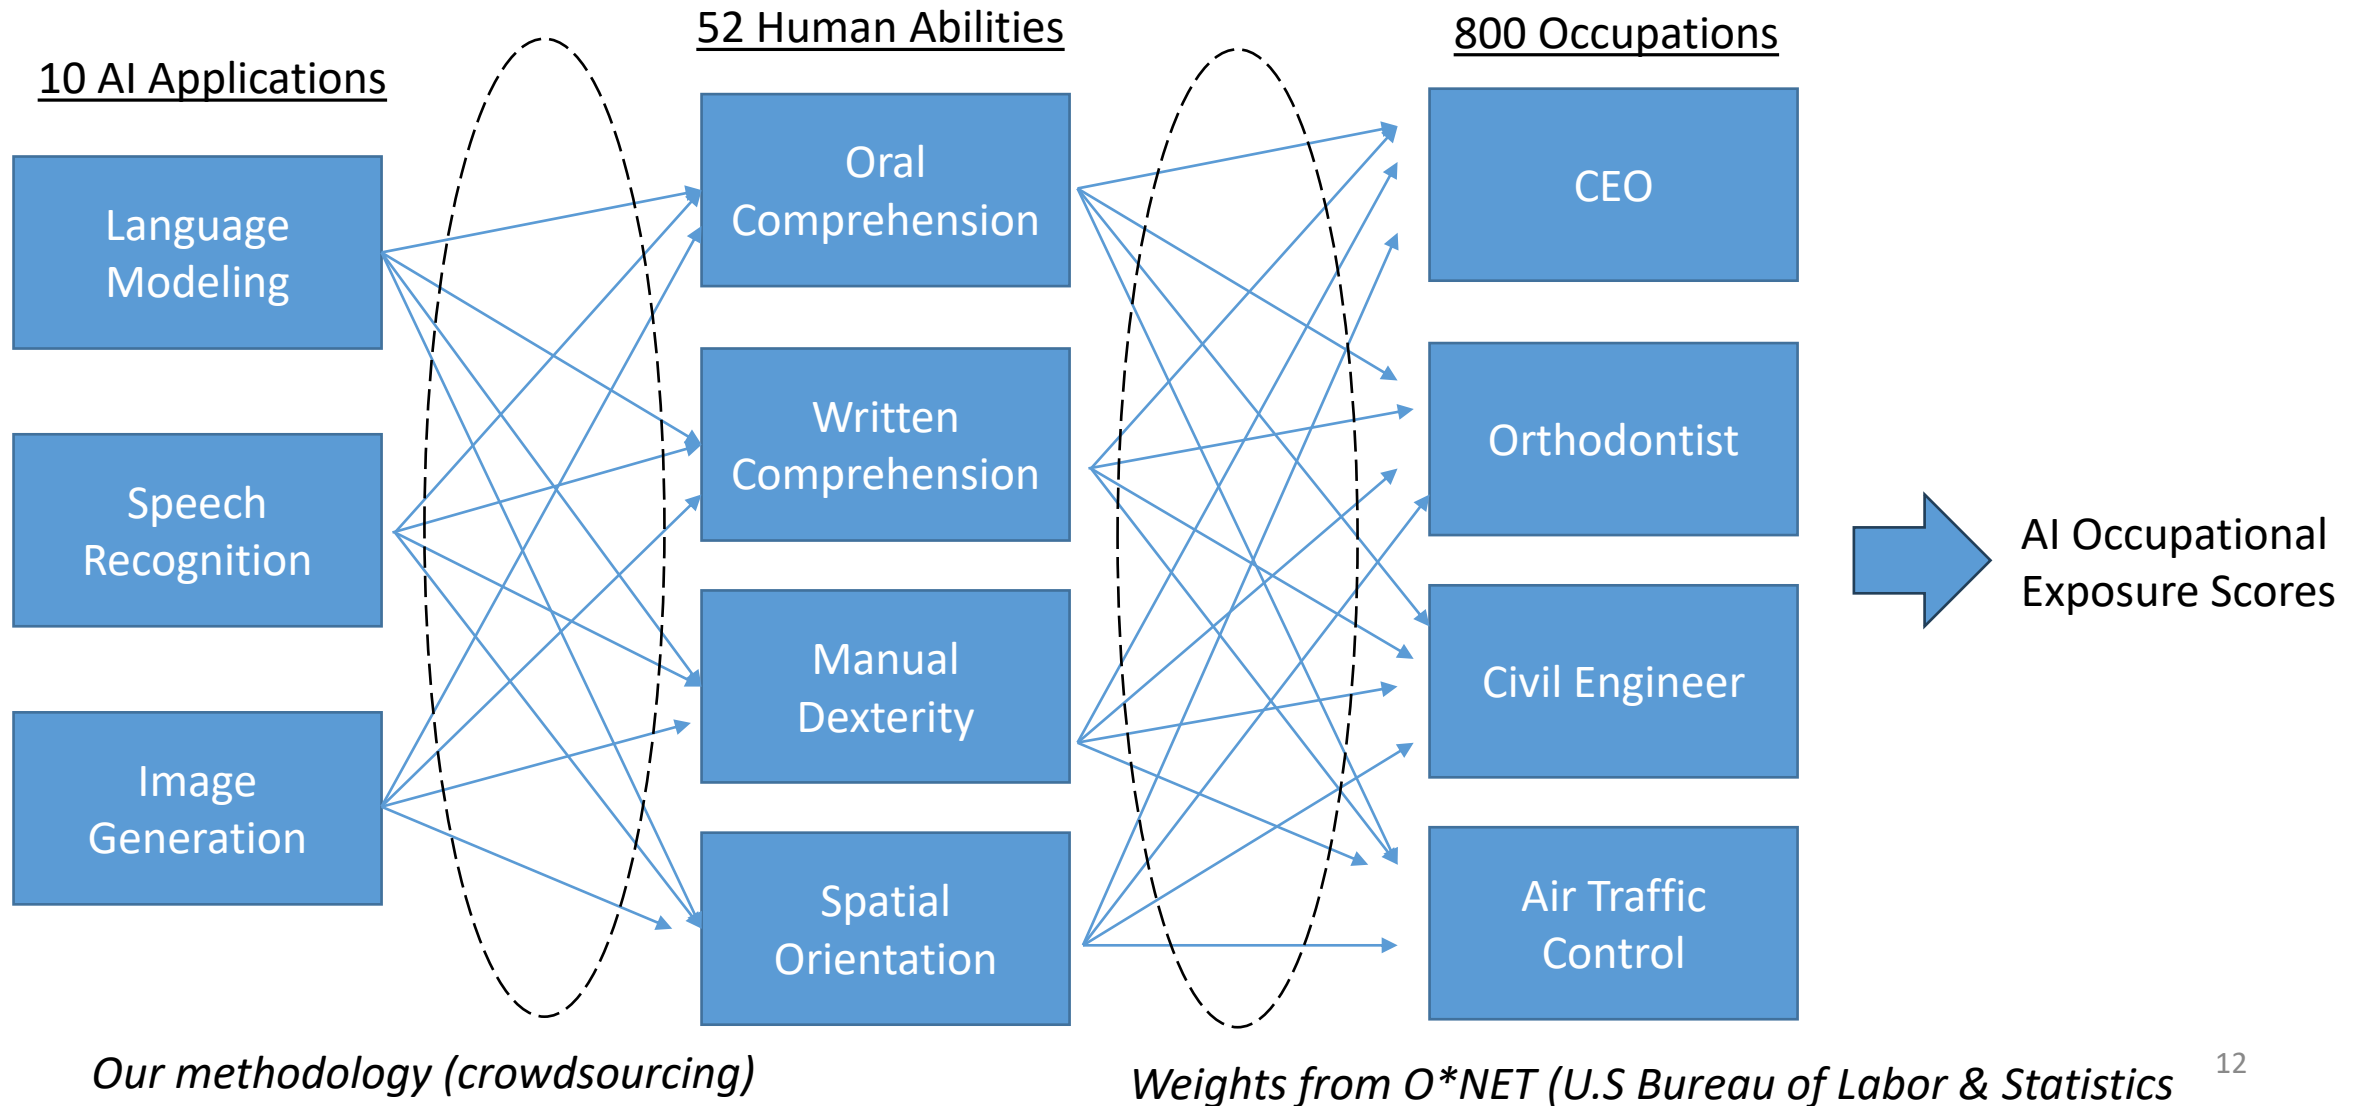 10 AI Applications
52 Human Abilities
800 Occupations
Language
Modeling
Speech
Recognition
Image
Generation
Oral
Comprehension
Written
Comprehension
Manual
Dexterity
Spatial
Orientation
CEO
Orthodontist
Civil Engineer
Air Traffic
Control
AI Occupational
Exposure Scores
Our methodology (crowdsourcing)
Weights from O*NET (U.S Bureau of Labor & Statistics
12